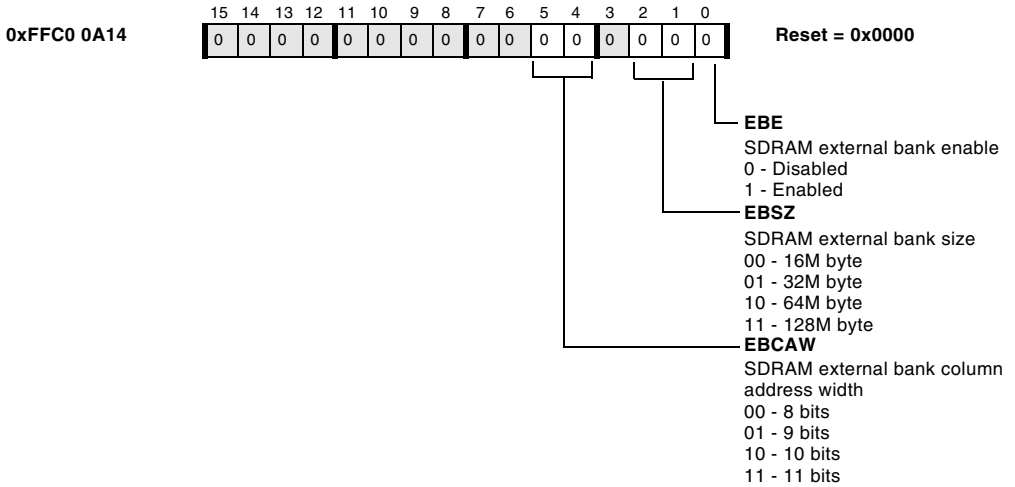 15 14 13 12 11 10 9 8 7 6 5 4 3 2 1 0
0xFFC0 0A14 0 0 0 0 0 0 0 0 0 0 0 0 0 0 0 0 Reset = 0x0000
EBE
SDRAM external bank enable
0 - Disabled
1 - Enabled
EBSZ
SDRAM external bank size
00 - 16M byte
01 - 32M byte
10 - 64M byte
11 - 128M byte
EBCAW
SDRAM external bank column
address width
00 - 8 bits
01 - 9 bits
10 - 10 bits
11 - 11 bits